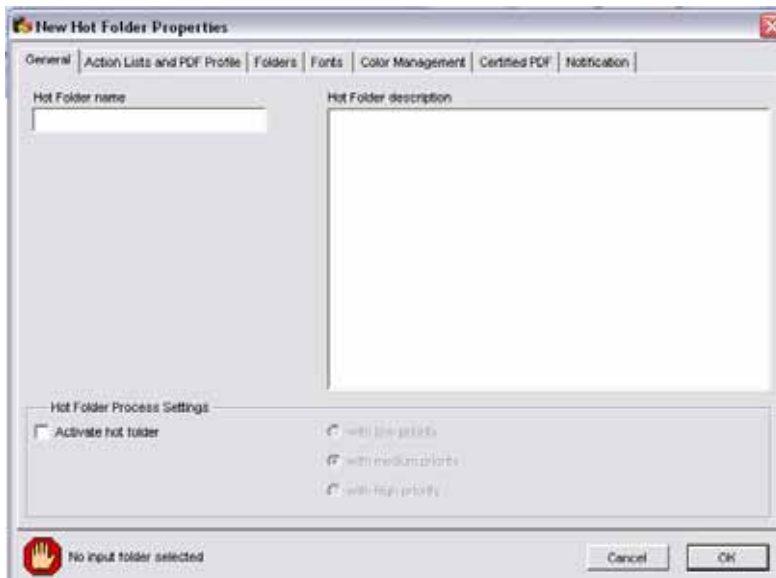 New Hot Folder Properties
General
Action Lists and PDF Profile
Folders
Fonts
Color Management
Certified PDF
Notification
Hot Folder name
Hot Folder description
Hot Folder Process Settings
Activate hot folder
with low priority
with medium priority
with high priority
No input folder selected
Cancel
OK